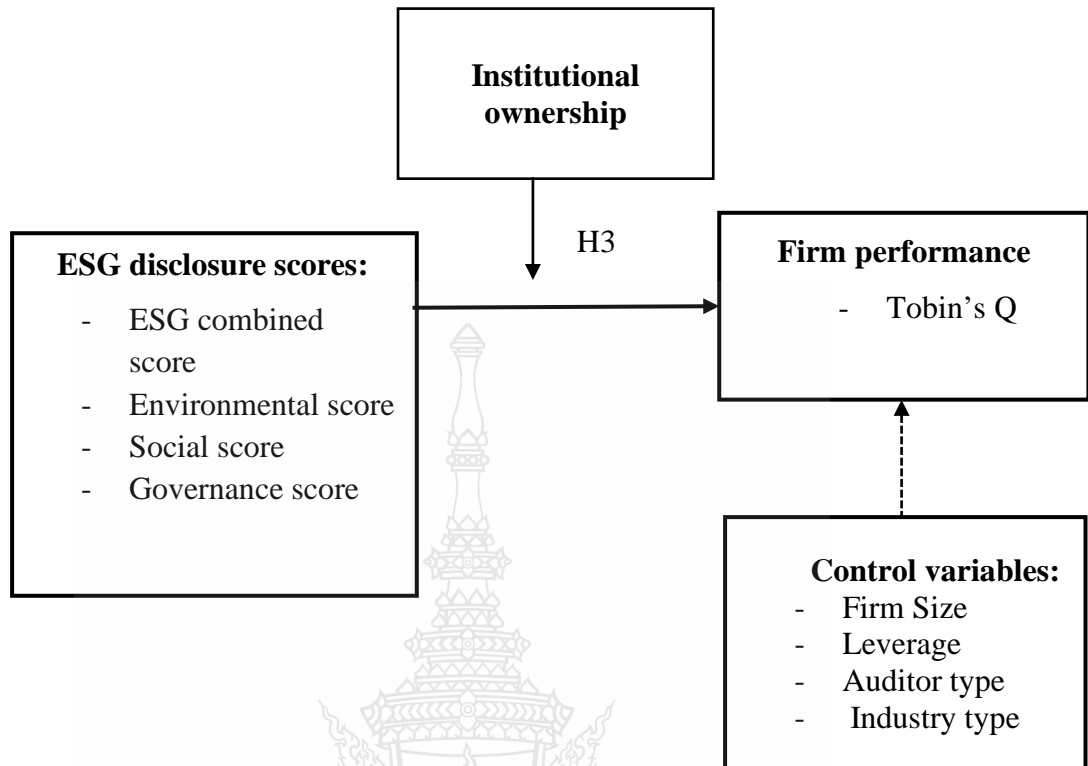 Institutional
ownership
H3
ESG disclosure scores:
- ESG combined
score
- Environmental score
- Social score
- Governance score
Firm performance
- Tobin’s Q
Control variables:
- Firm Size
- Leverage
- Auditor type
- Industry type